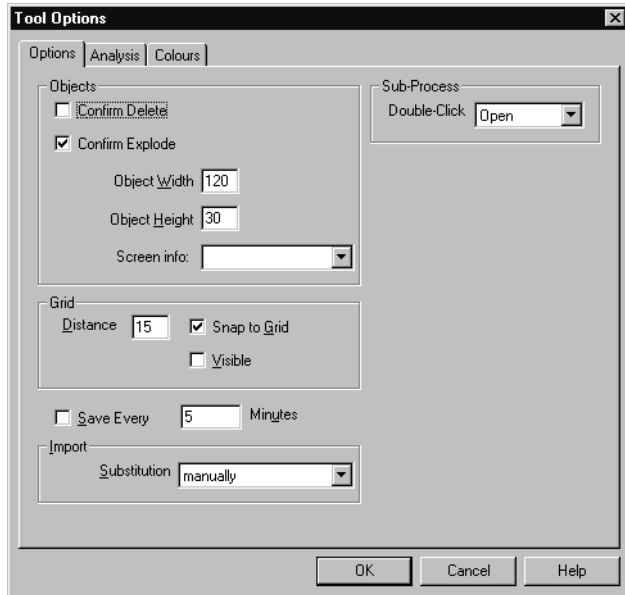 Tool Options
Options Analysis Colours
Objects
Confirm Delete
Confirm Explode
Object Width 120
Object Height 30
Screen info:
Sub-Process
Double-Click Open
Grid
Distance 15 Snap to Grid
Visible
Save Every 5 Minutes
Import
Substitution manually
OK Cancel Help